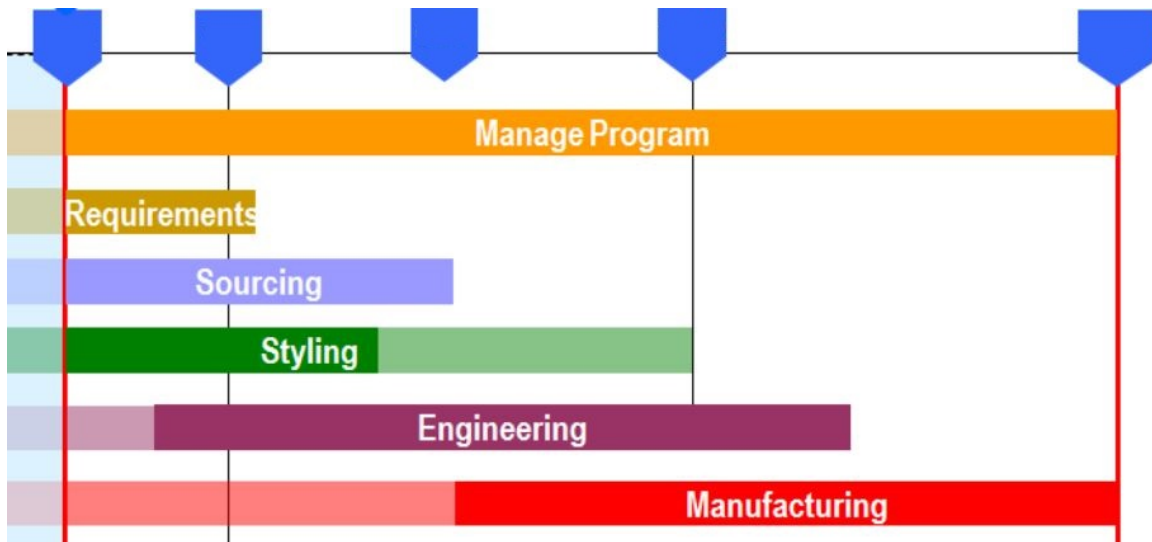 Manage Program
Requirements
Sourcing
Styling
Engineering
Manufacturing